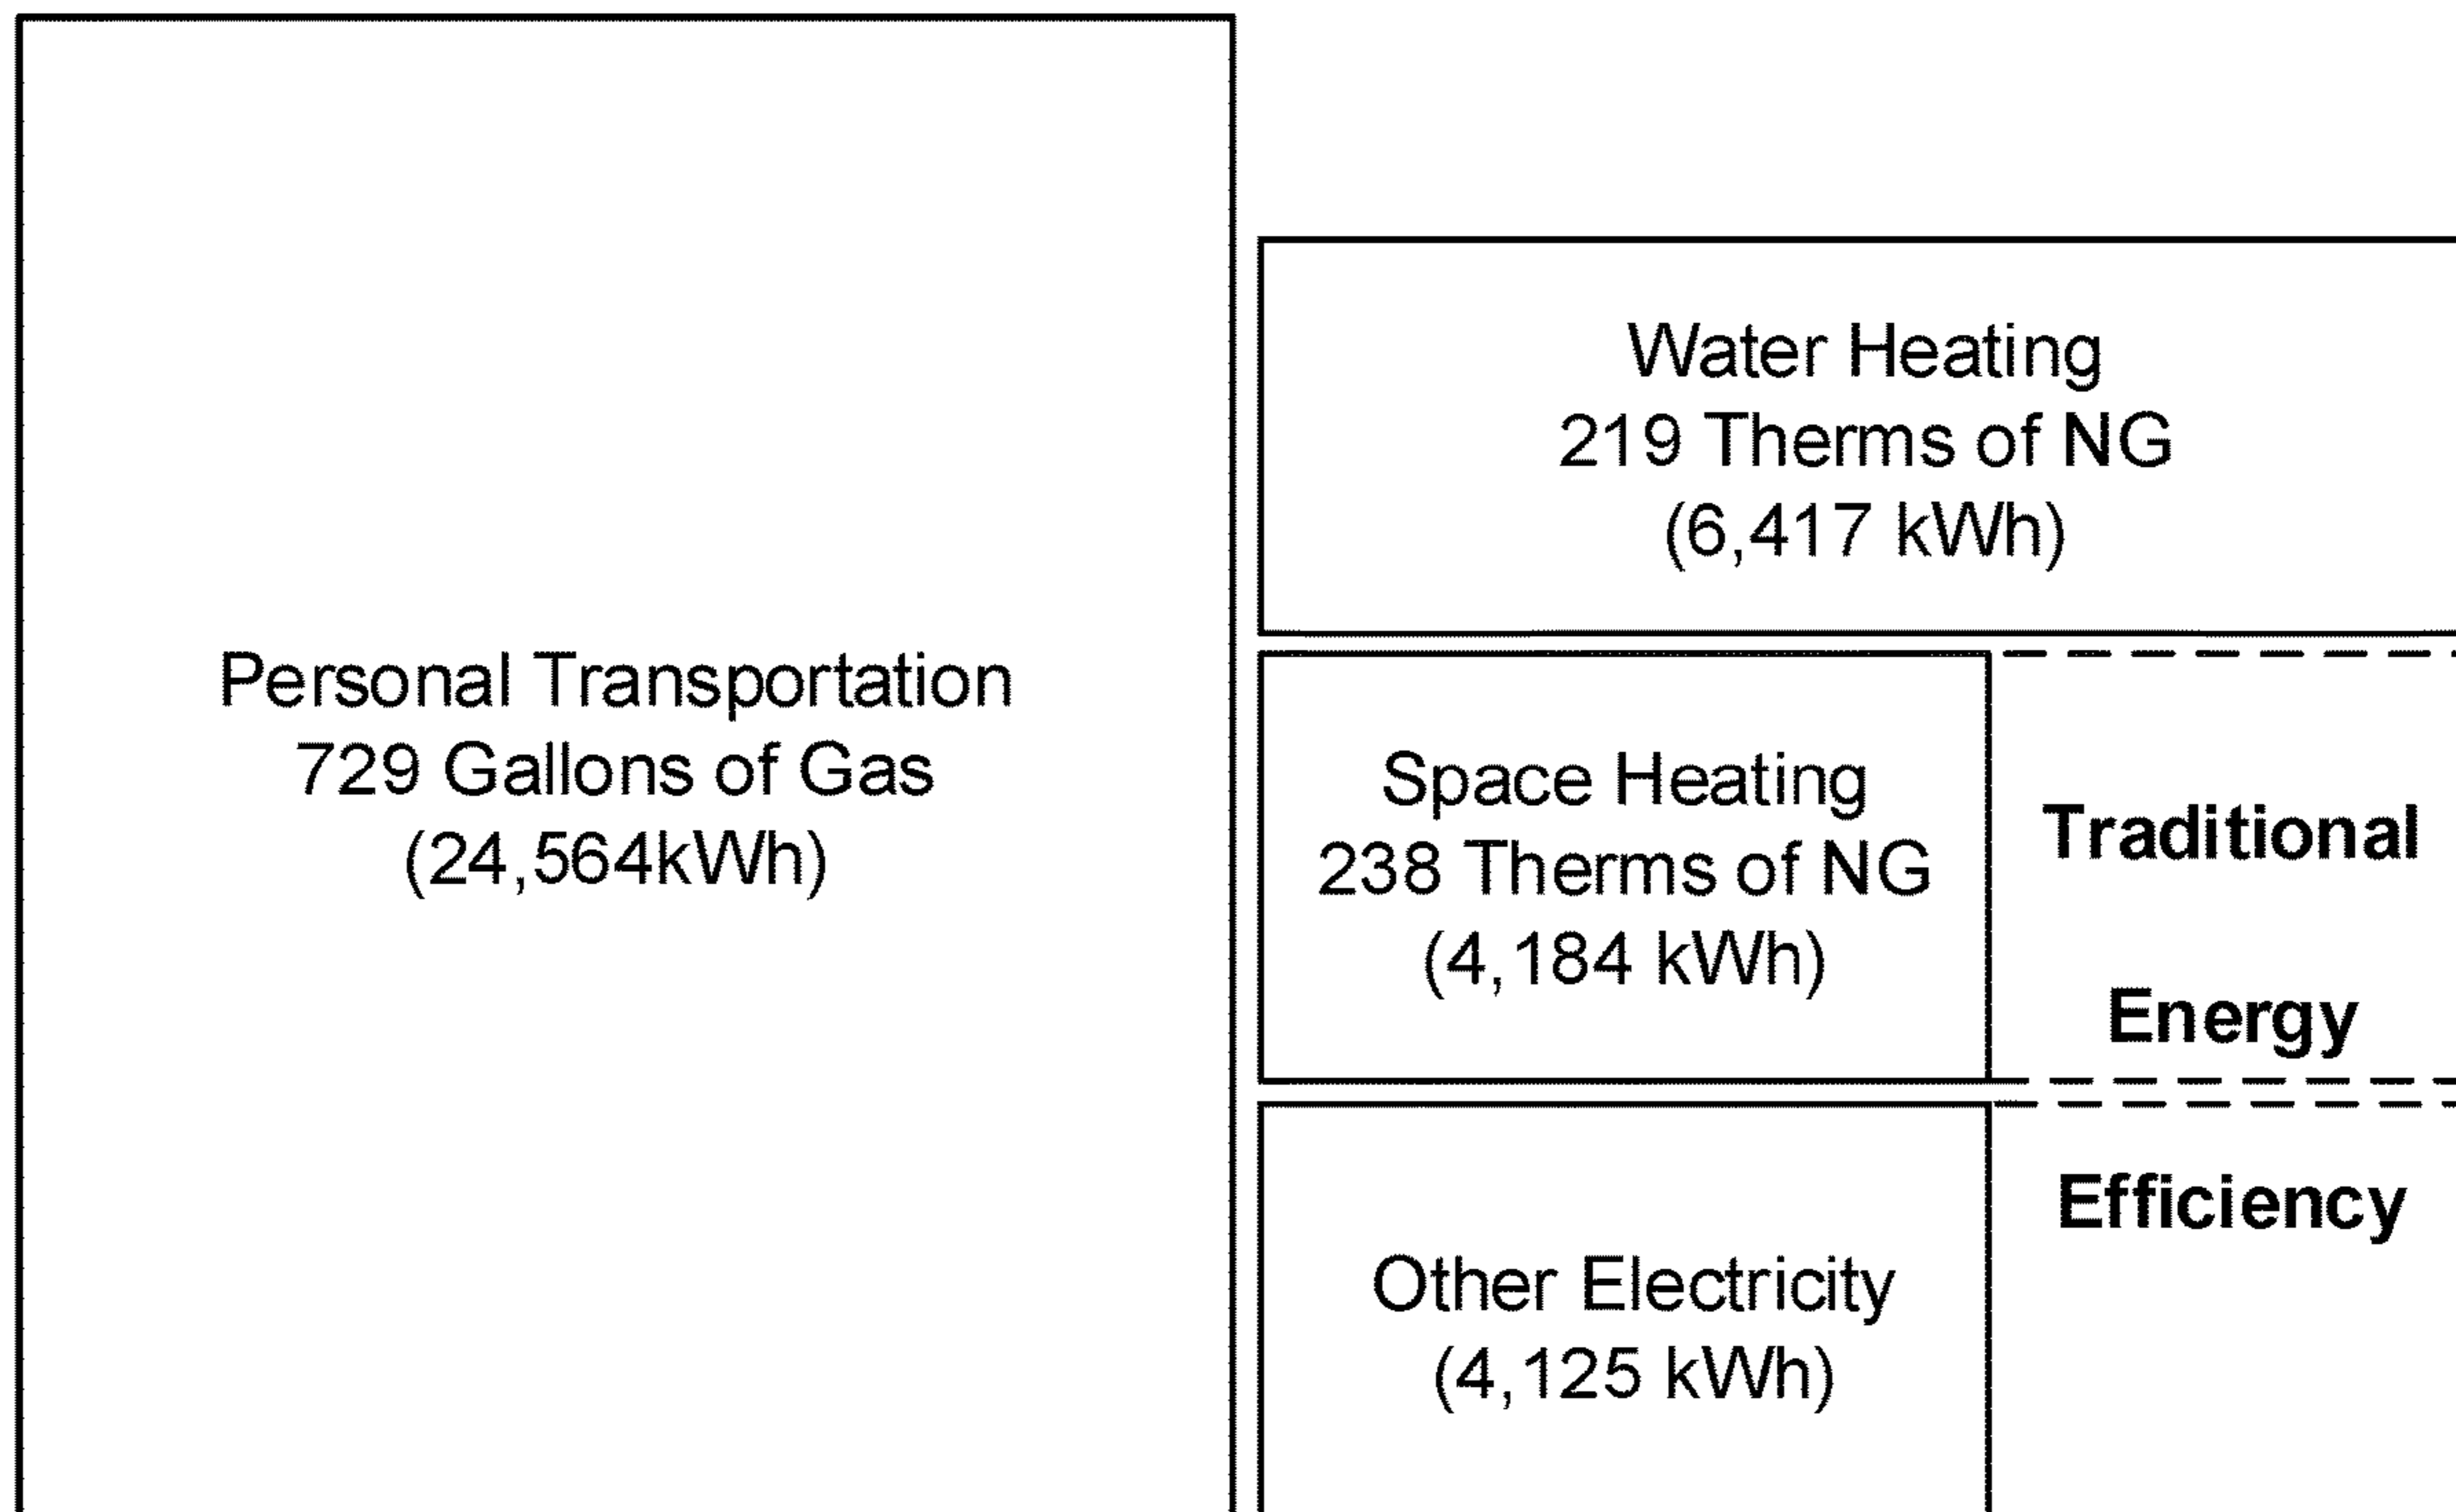 Personal Transportation
729 Gallons of Gas
(24,564kWh)
Water Heating
219 Therms of NG
(6,417 kWh)
Space Heating
238 Therms of NG
(4,184 kWh)
Traditional
Energy
Efficiency
Other Electricity
(4,125 kWh)